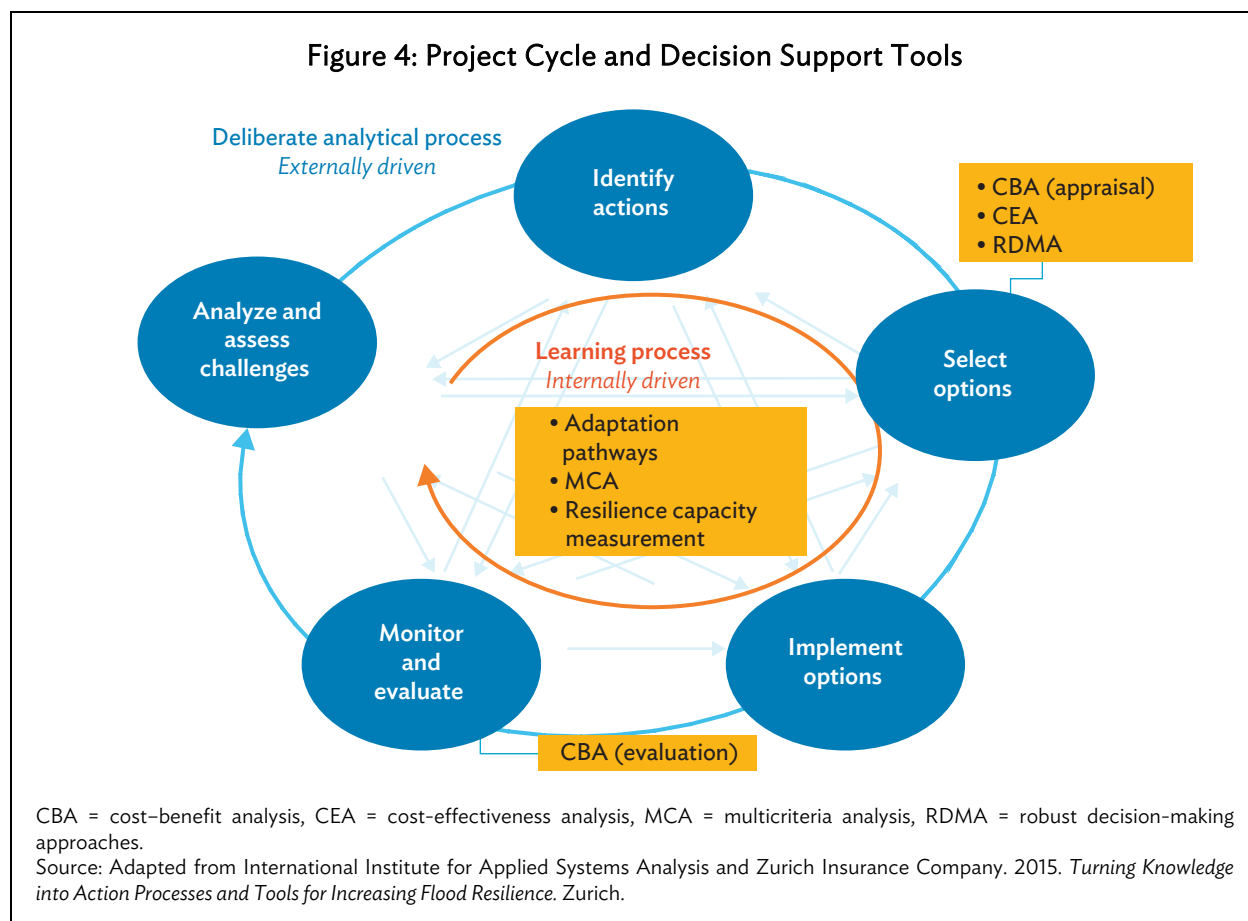 Figure 4: Project Cycle and Decision Support Tools
Deliberate analytical process
Externally driven
Identify
actions
• CBA (appraisal)
• CEA
• RDMA
Analyze and
assess
challenges
Select
options
Learning process
Internally driven
• Adaptation
pathways
• MCA
• Resilience capacity
measurement
Monitor
and
evaluate
Implement
options
CBA (evaluation)
CBA = cost–benefit analysis, CEA = cost-effectiveness analysis, MCA = multicriteria analysis, RDMA = robust decision-making
approaches.
Source: Adapted from International Institute for Applied Systems Analysis and Zurich Insurance Company. 2015. Turning Knowledge
into Action Processes and Tools for Increasing Flood Resilience. Zurich.